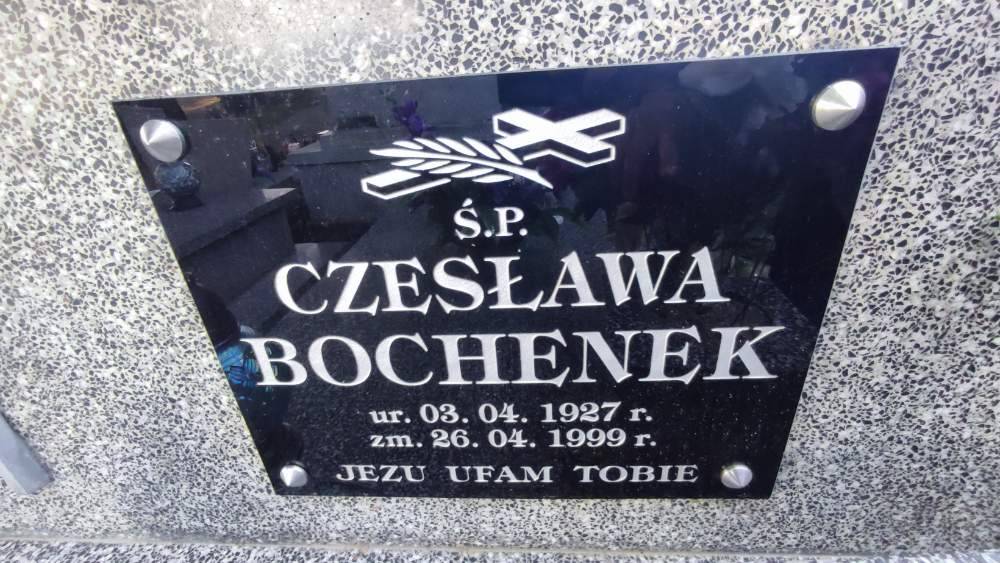 Ś.P.
CZESŁAWA
BOCHENEK
ur. 03. 04. 1927 r.
zm. 26. 04. 1999 r.
JEZU UFAM TOBIE